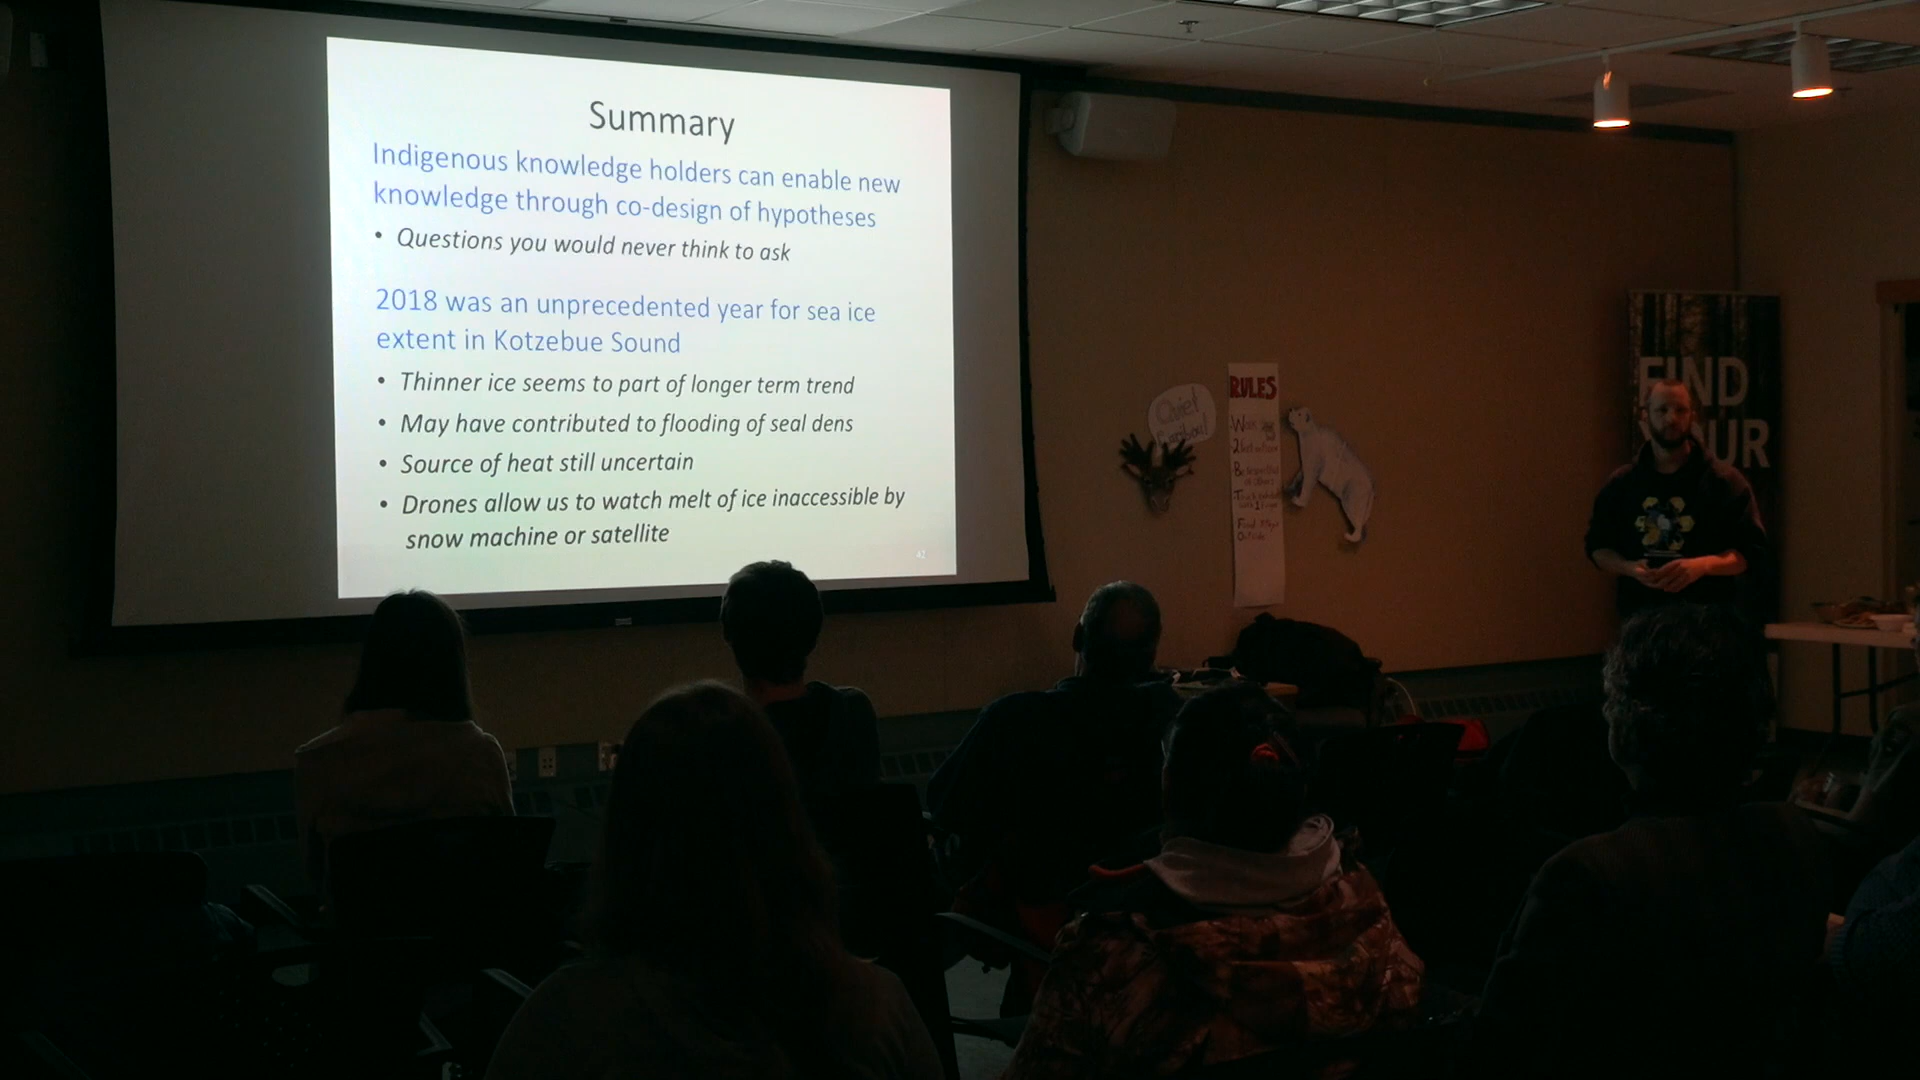 Summary
Indigenous knowledge holders can enable new
knowledge through co-design of hypotheses
• Questions you would never think to ask
2018 was an unprecedented year for sea ice
extent in Kotzebue Sound
• Thinner ice seems to part of longer term trend
• May have contributed to flooding of seal dens
• Source of heat still uncertain
• Drones allow us to watch melt of ice inaccessible by
snow machine or satellite
42
Quiet
Caribou!
RULES
FIND